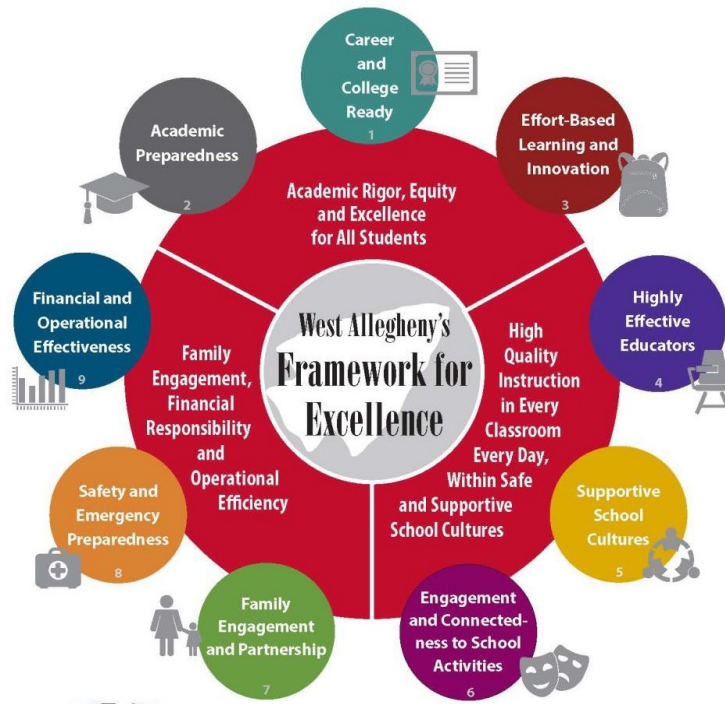 Career
and
College
Ready
1
Academic
Preparedness
2
Effort-Based
Learning and
Innovation
3
Academic Rigor, Equity
and Excellence
for All Students
Financial and
Operational
Effectiveness
9
Highly
Effective
Educators
4
West Allegheny's
Framework for
Excellence
Family
Engagement,
Financial
Responsibility
and
Operational
Efficiency
High
Quality
Instruction
in Every
Classroom
Every Day,
Within Safe
and Supportive
School Cultures
Safety and
Emergency
Preparedness
8
Supportive
School
Cultures
5
Family
Engagement
and Partnership
7
Engagement
and Connected-
ness to School
Activities
6